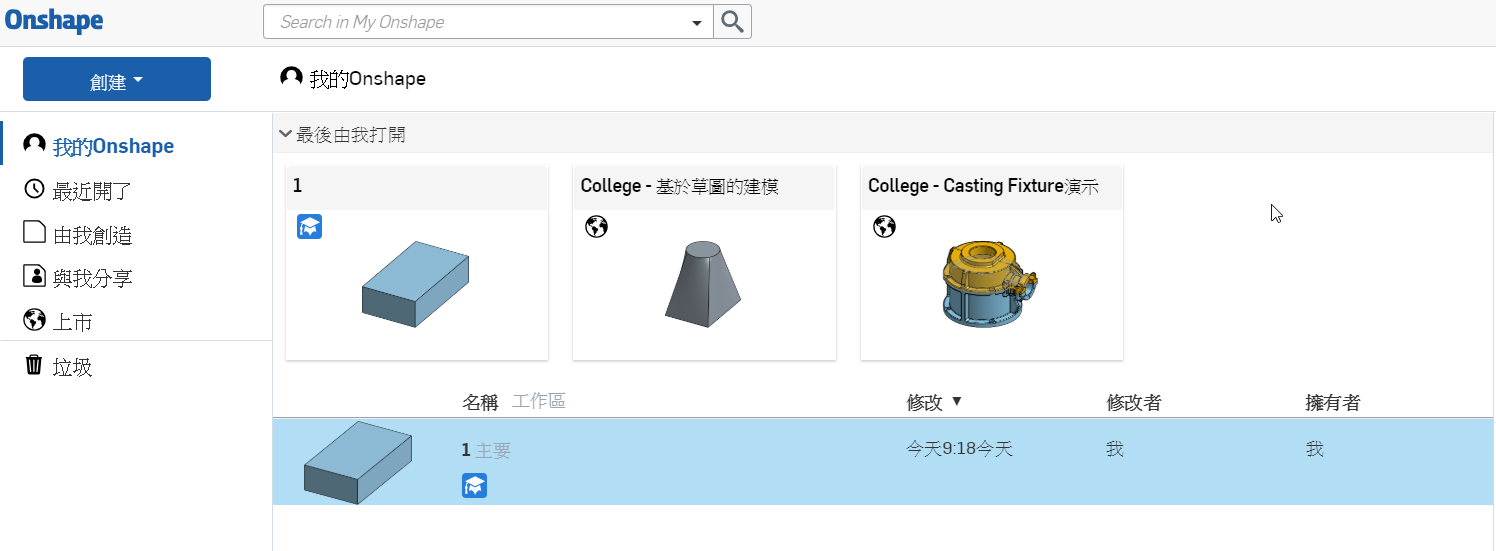 Onshape
Search in My Onshape
創建
我的Onshape
我的Onshape
最近開了
由我創造
與我分享
上市
垃圾
最後由我打開
1
College - 基於草圖的建模
College - Casting Fixture演示
名稱 工作區 修改 ▼ 修改者 擁有者
1 主要 今天9:18今天 我 我